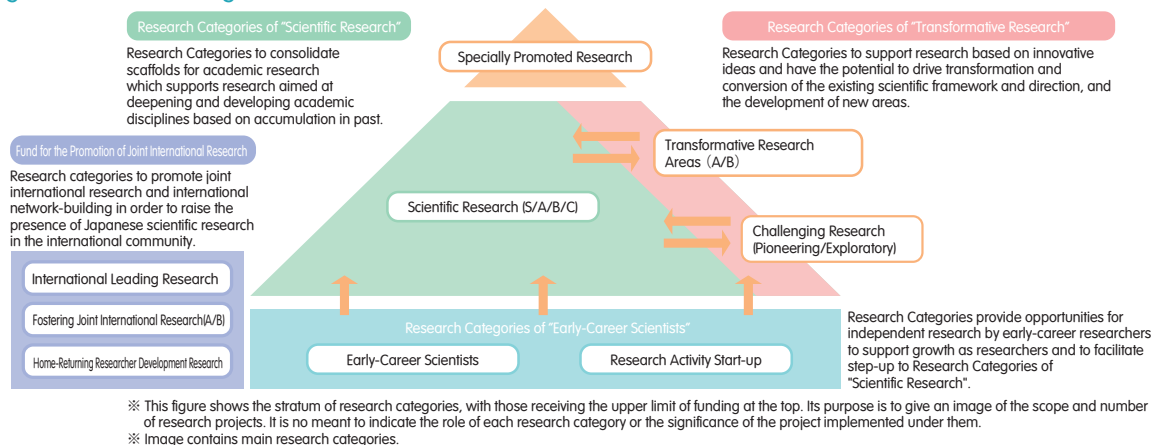 Research Categories of "Scientific Research"
Research Categories to consolidate
scaffolds for academic research
which supports research aimed at
deepening and developing academic
disciplines based on accumulation in past.
Specially Promoted Research
Research Categories of "Transformative Research"
Research Categories to support research based on innovative
ideas and have the potential to drive transformation and
conversion of the existing scientific framework and direction, and
the development of new areas.
Fund for the Promotion of Joint International Research
Research categories to promote joint
international research and international
network-building in order to raise the
presence of Japanese scientific research
in the international community.
International Leading Research
Fostering Joint International Research(A/B)
Home-Returning Researcher Development Research
Transformative Research
Areas (A/B)
Scientific Research (S/A/B/C)
Challenging Research
(Pioneering/Exploratory)
Research Categories of "Early-Career Scientists"
Early-Career Scientists
Research Activity Start-up
Research Categories provide opportunities for
independent research by early-career researchers
to support growth as researchers and to facilitate
step-up to Research Categories of
"Scientific Research".
※ This figure shows the stratum of research categories, with those receiving the upper limit of funding at the top. Its purpose is to give an image of the scope and number
of research projects. It is no meant to indicate the role of each research category or the significance of the project implemented under them.
※ Image contains main research categories.